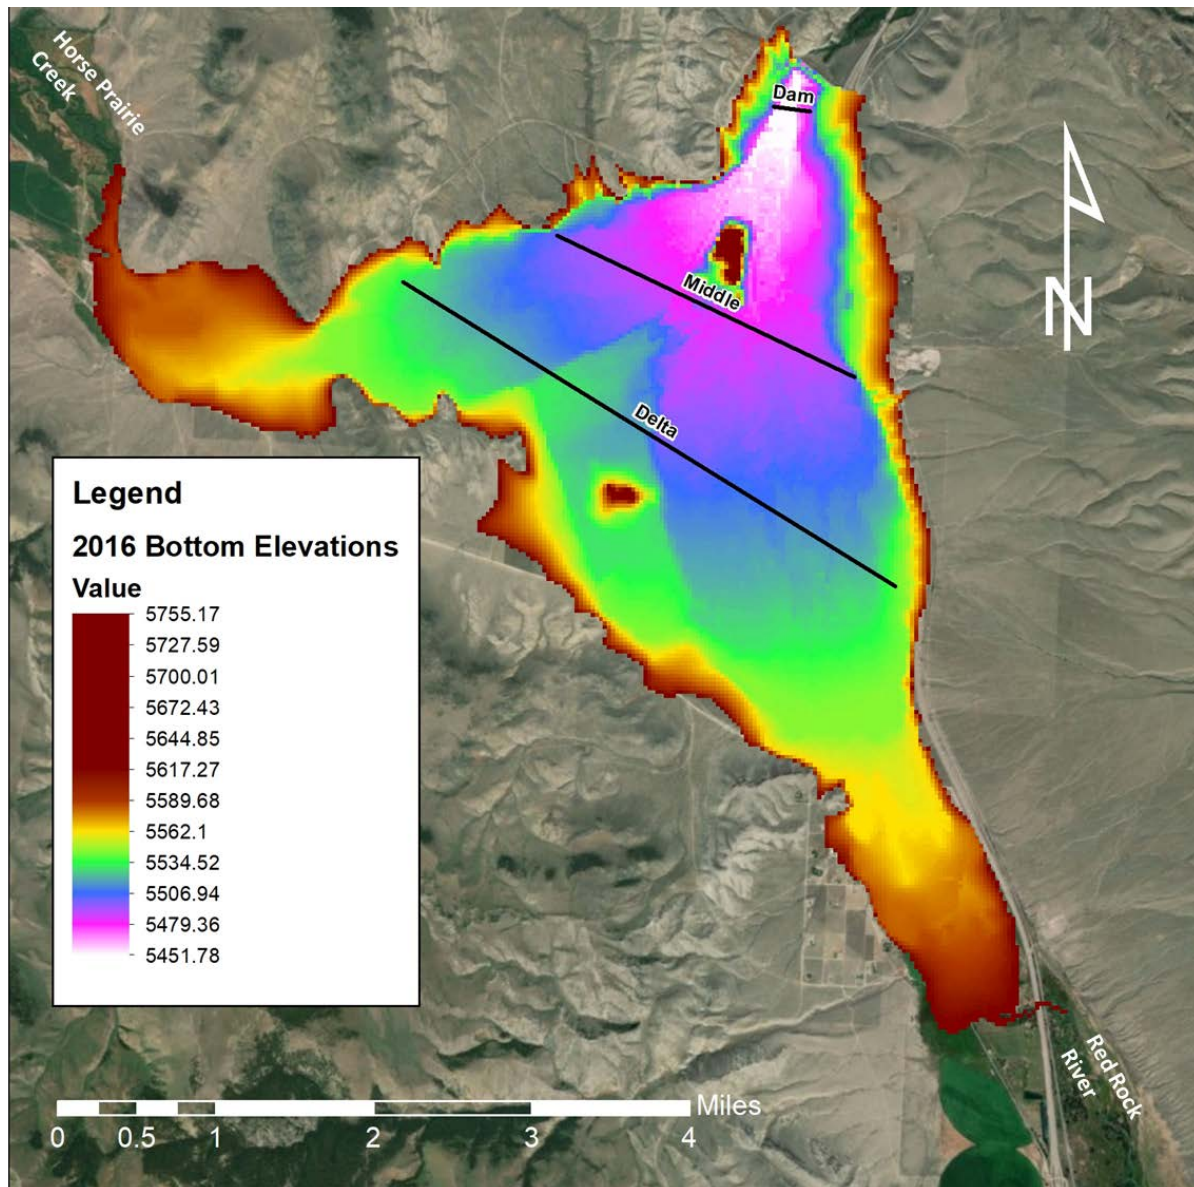 Horse Prairie
Creek
Dam
Middle
Delta
N
Legend
2016 Bottom Elevations
Value
5755.17
5727.59
5700.01
5672.43
5644.85
5617.27
5589.68
5562.1
5534.52
5506.94
5479.36
5451.78
Red Rock
River
Miles
0 0.5 1 2 3 4